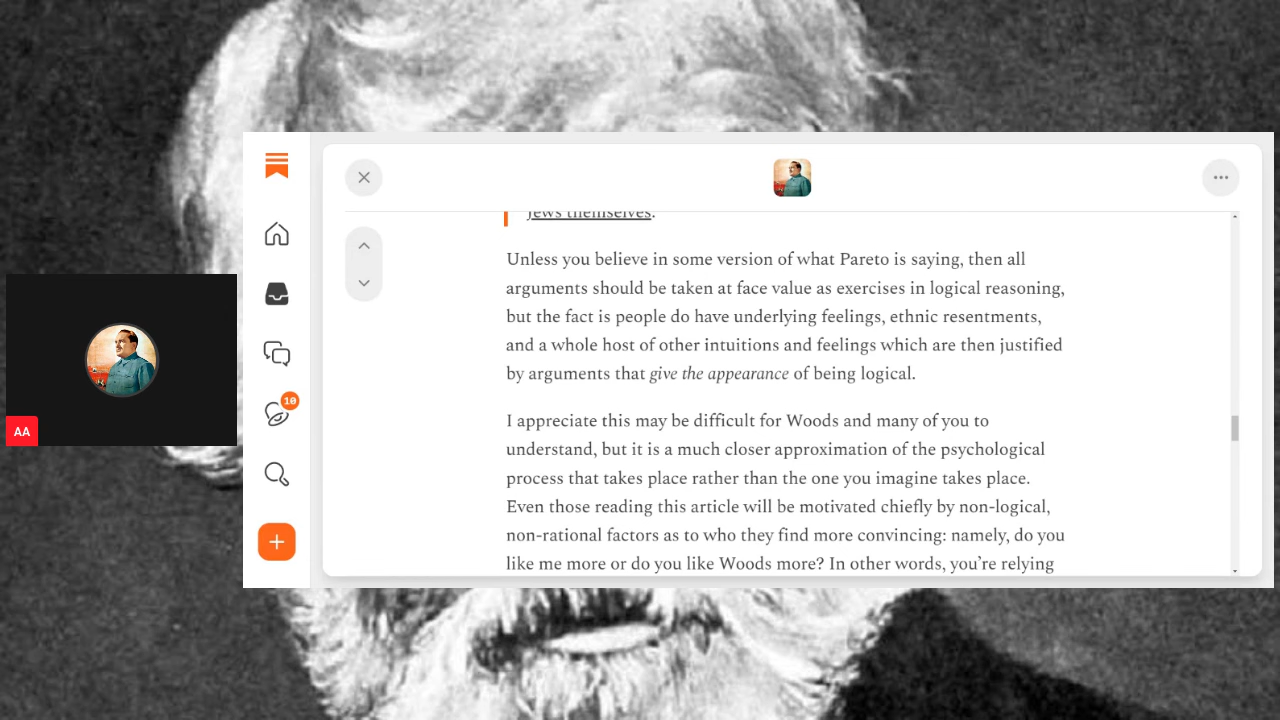 AA
10
Jews themselves.
Unless you believe in some version of what Pareto is saying, then all
arguments should be taken at face value as exercises in logical reasoning,
but the fact is people do have underlying feelings, ethnic resentments,
and a whole host of other intuitions and feelings which are then justified
by arguments that give the appearance of being logical.
I appreciate this may be difficult for Woods and many of you to
understand, but it is a much closer approximation of the psychological
process that takes place rather than the one you imagine takes place.
Even those reading this article will be motivated chiefly by non-logical,
non-rational factors as to who they find more convincing: namely, do you
like me more or do you like Woods more? In other words, you’re relying